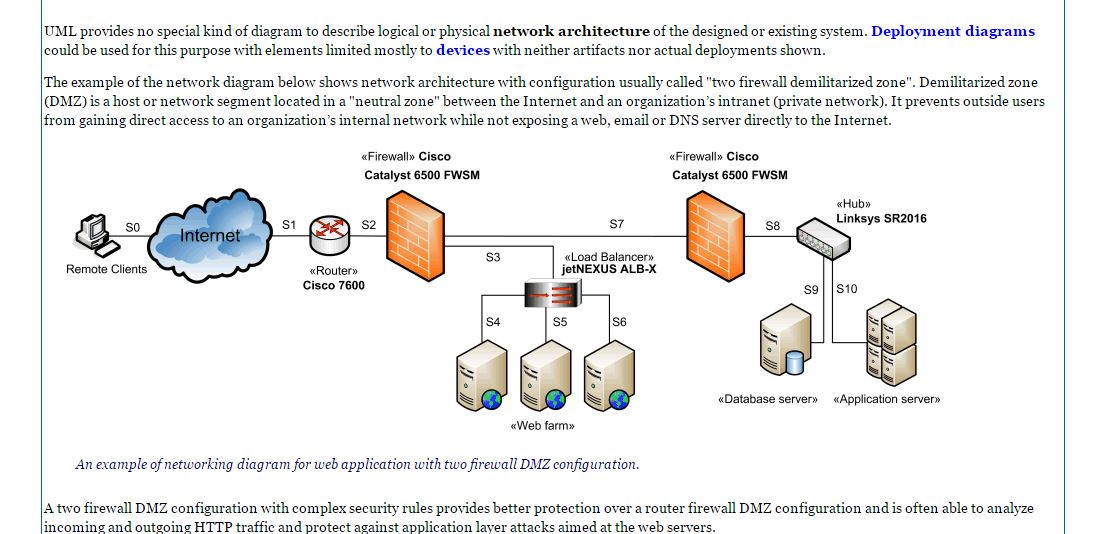 UML provides no special kind of diagram to describe logical or physical network architecture of the designed or existing system. Deployment diagrams
could be used for this purpose with elements limited mostly to devices with neither artifacts nor actual deployments shown.
The example of the network diagram below shows network architecture with configuration usually called "two firewall demilitarized zone". Demilitarized zone
(DMZ) is a host or network segment located in a "neutral zone" between the Internet and an organization's intranet (private network). It prevents outside users
from gaining direct access to an organization's internal network while not exposing a web, email or DNS server directly to the Internet.
«Firewall» Cisco
Catalyst 6500 FWSM
«Firewall» Cisco
Catalyst 6500 FWSM
«Hub»
Linksys SR2016
S0
Internet
S1
S2
S7
S8
Remote Clients
«Router»
Cisco 7600
S3
«Load Balancer»
jetNEXUS ALB-X
S9
S10
S4
S5
S6
«Database server»
«Application server»
«Web farm»
An example of networking diagram for web application with two firewall DMZ configuration.
A two firewall DMZ configuration with complex security rules provides better protection over a router firewall DMZ configuration and is often able to analyze
incoming and outgoing HTTP traffic and protect against application layer attacks aimed at the web servers.